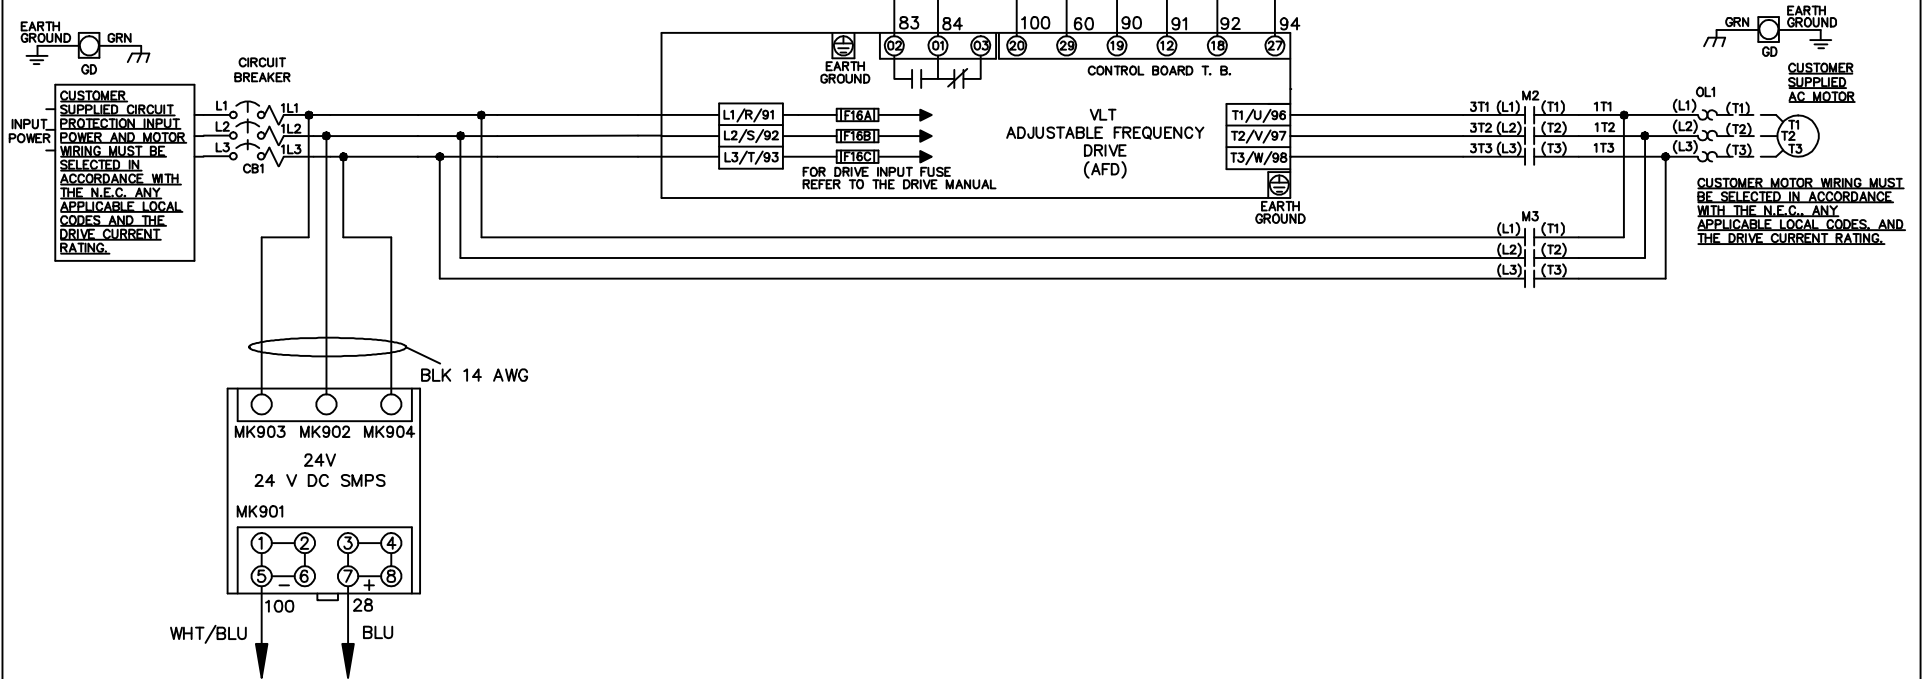 83 84 100 60 90 91 92 94
EARTH
GROUND
GRN
GD
CIRCUIT
BREAKER
INPUT
POWER
CUSTOMER
SUPPLIED CIRCUIT
PROTECTION INPUT
POWER AND MOTOR
WIRING MUST BE
SELECTED IN
ACCORDANCE WITH
THE N.E.C. ANY
APPLICABLE LOCAL
CODES AND THE
DRIVE CURRENT
RATING.
L1 1L1
L2 1L2
L3 1L3
CB1
EARTH
GROUND
02 01 03 20 29 19 12 18 27
CONTROL BOARD T. B.
L1/R/91
L2/S/92
L3/T/93
F16A
F16B
F16C
FOR DRIVE INPUT FUSE
REFER TO THE DRIVE MANUAL
VLT
ADJUSTABLE FREQUENCY
DRIVE
(AFD)
T1/U/96
T2/V/97
T3/W/98
EARTH
GROUND
M2
3T1 (L1) (T1) 1T1
3T2 (L2) (T2) 1T2
3T3 (L3) (T3) 1T3
M3
(L1) (T1)
(L2) (T2)
(L3) (T3)
GRN
EARTH
GROUND
GD
CUSTOMER
SUPPLIED
AC MOTOR
OL1
(L1) (T1)
(L2) (T2)
(L3) (T3)
T1
T2
T3
CUSTOMER MOTOR WIRING MUST
BE SELECTED IN ACCORDANCE
WITH THE N.E.C., ANY
APPLICABLE LOCAL CODES, AND
THE DRIVE CURRENT RATING.
BLK 14 AWG
MK903 MK902 MK904
24V
24 V DC SMPS
MK901
1 2 3 4
5 6 7 8
− +
100 28
WHT/BLU BLU